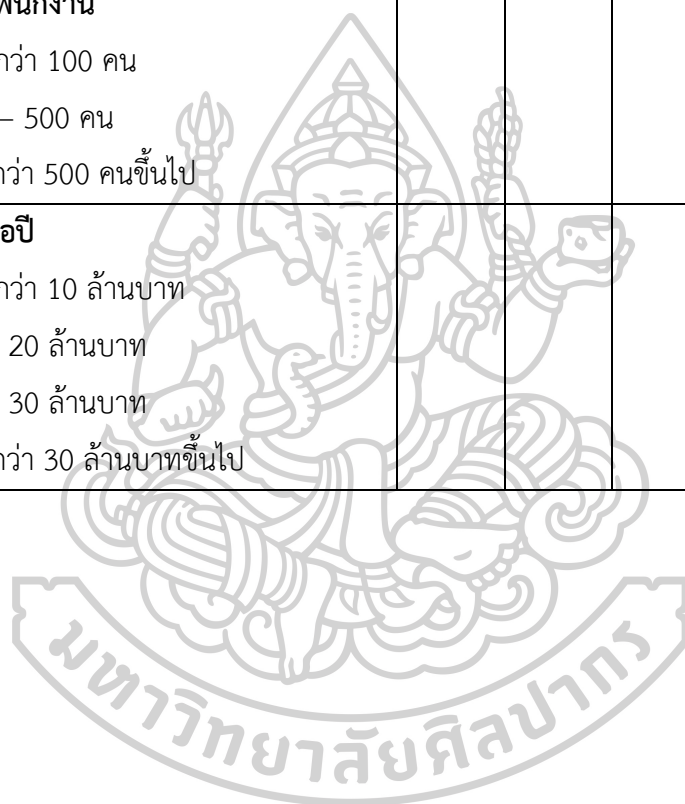 พนักงาน
กว่า 100 คน
– 500 คน
กว่า 500 คนขึ้นไป
อปี
กว่า 10 ล้านบาท
20 ล้านบาท
30 ล้านบาท
กว่า 30 ล้านบาทขึ้นไป
มหาวิทยาลัยศิลปากร